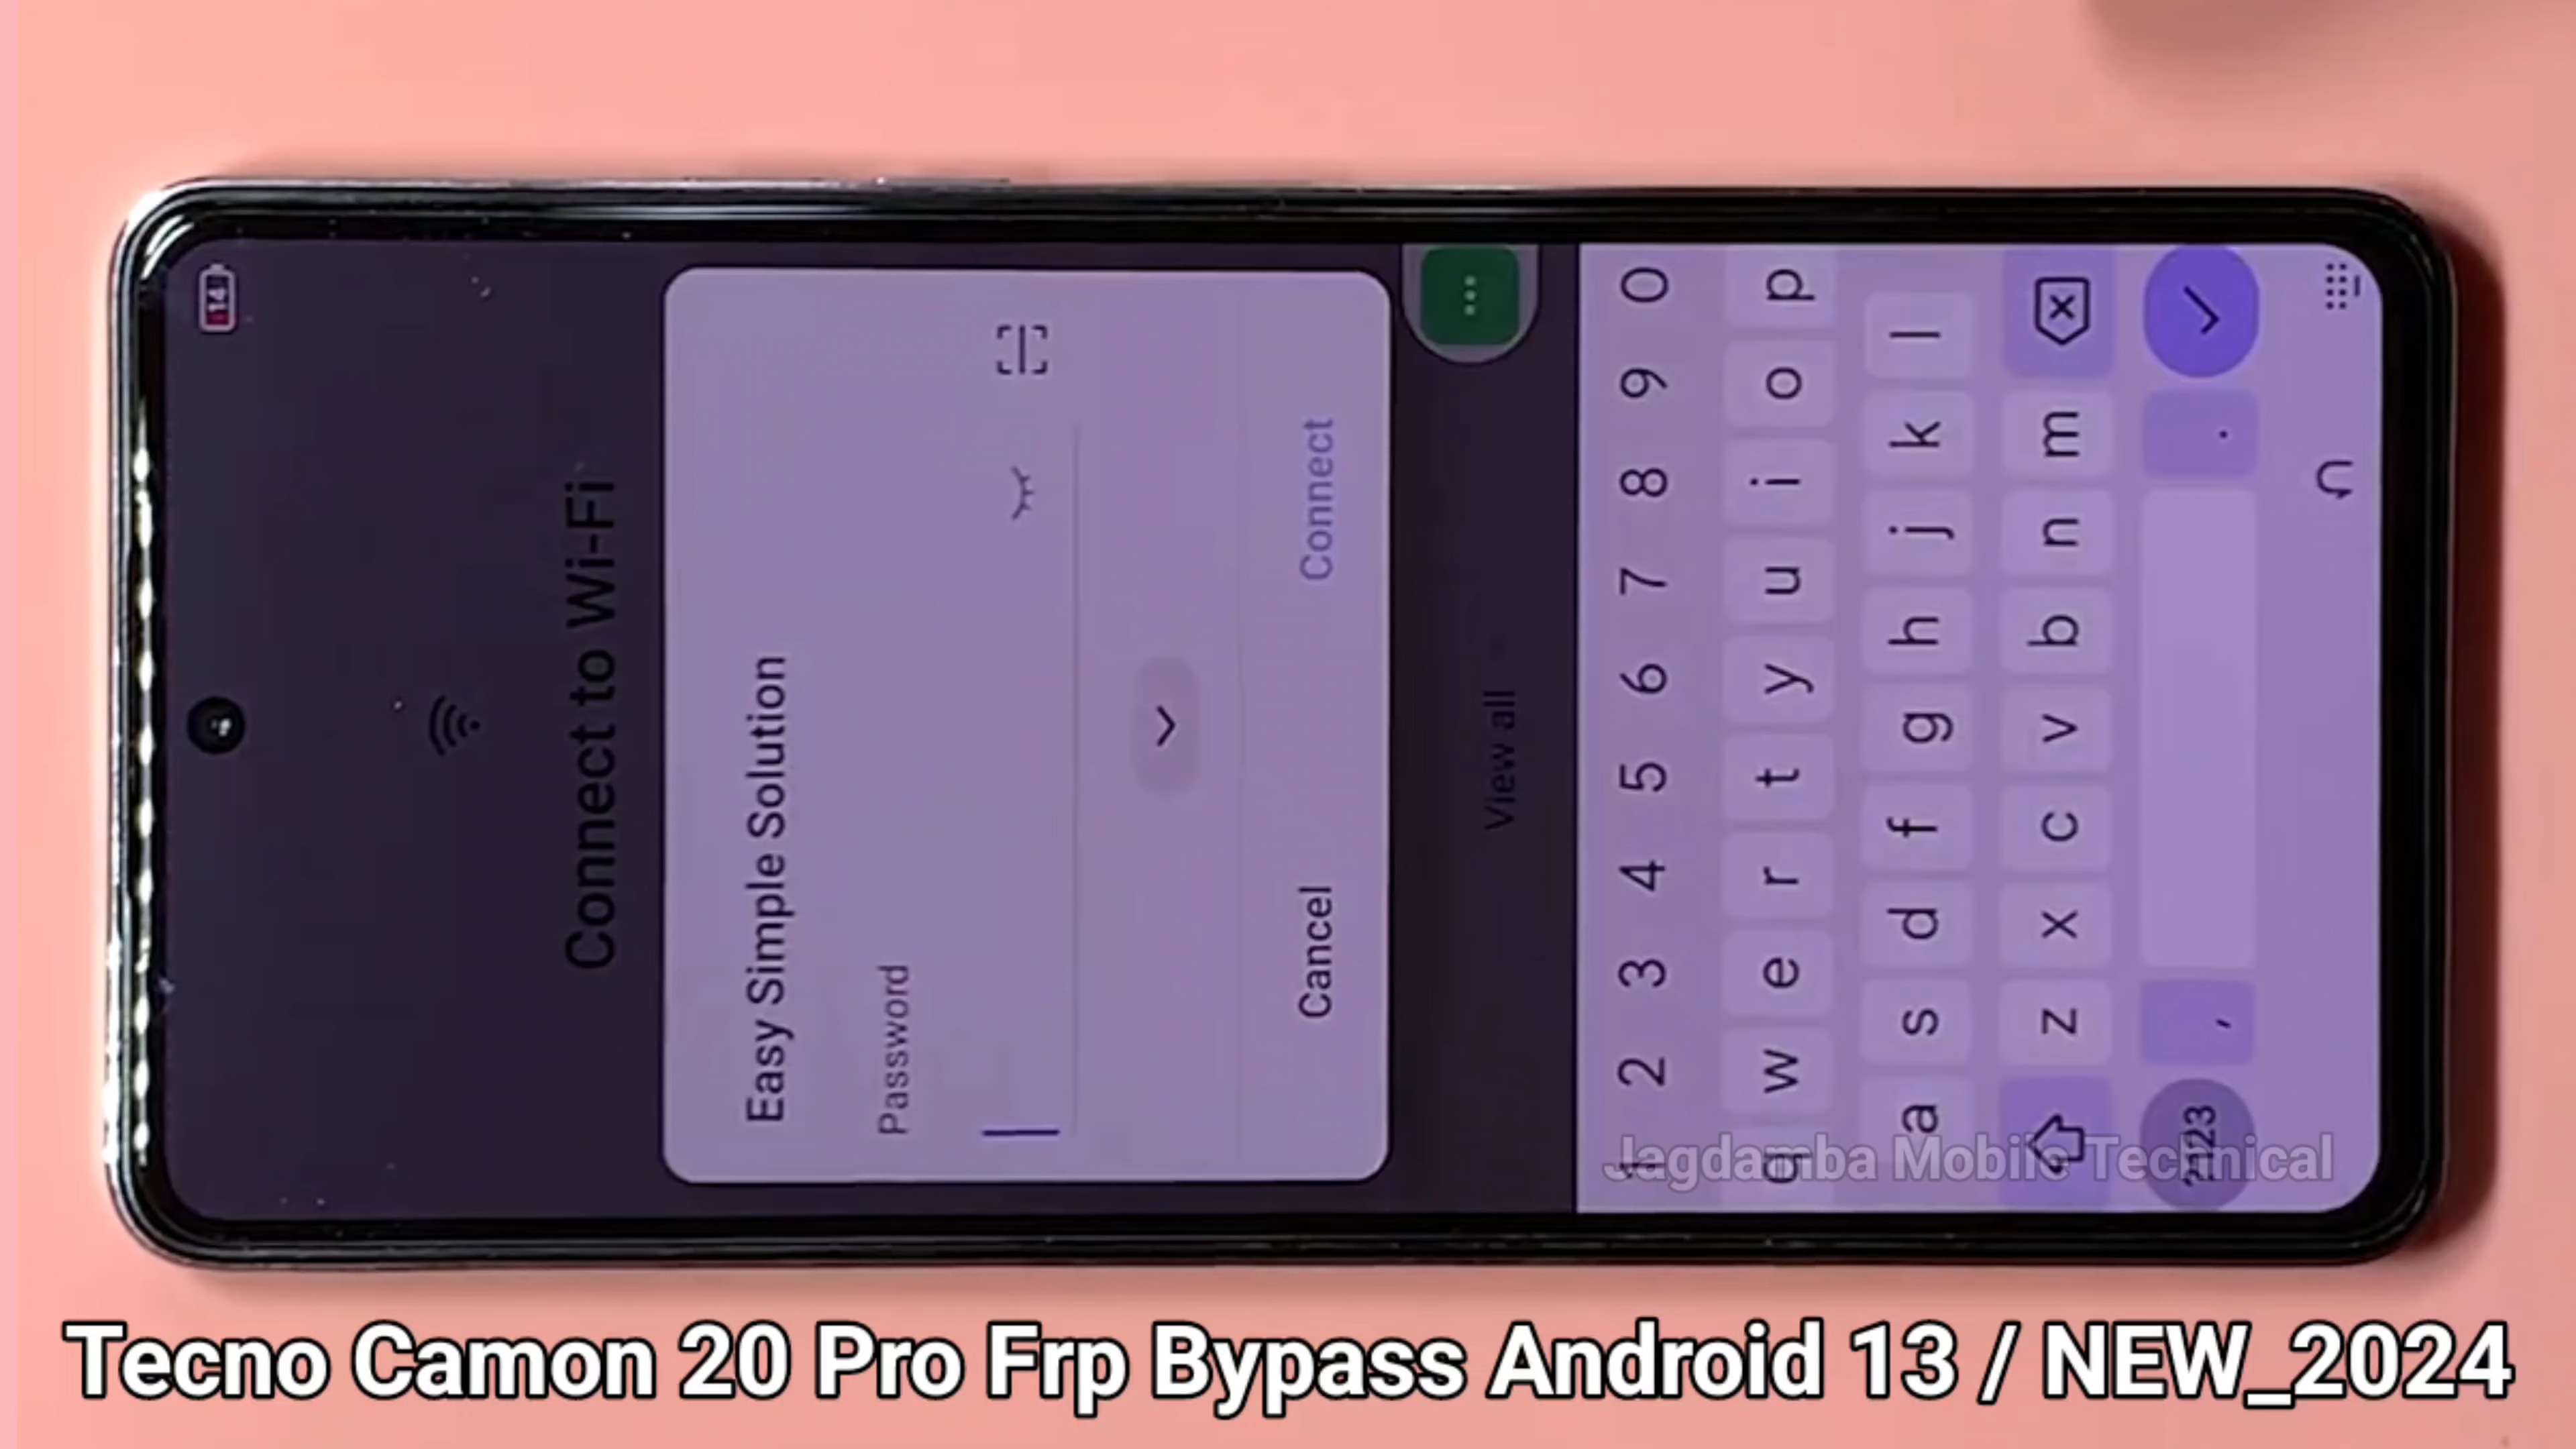 14
Connect to Wi-Fi
Easy Simple Solution
Password
Cancel
Connect
View all
1 2 3 4 5 6 7 8 9 0
q w e r t y u i o p
a s d f g h j k l
z x c v b n m
?123 , .
Jagdamba Mobile Technical
Tecno Camon 20 Pro Frp Bypass Android 13 / NEW_2024